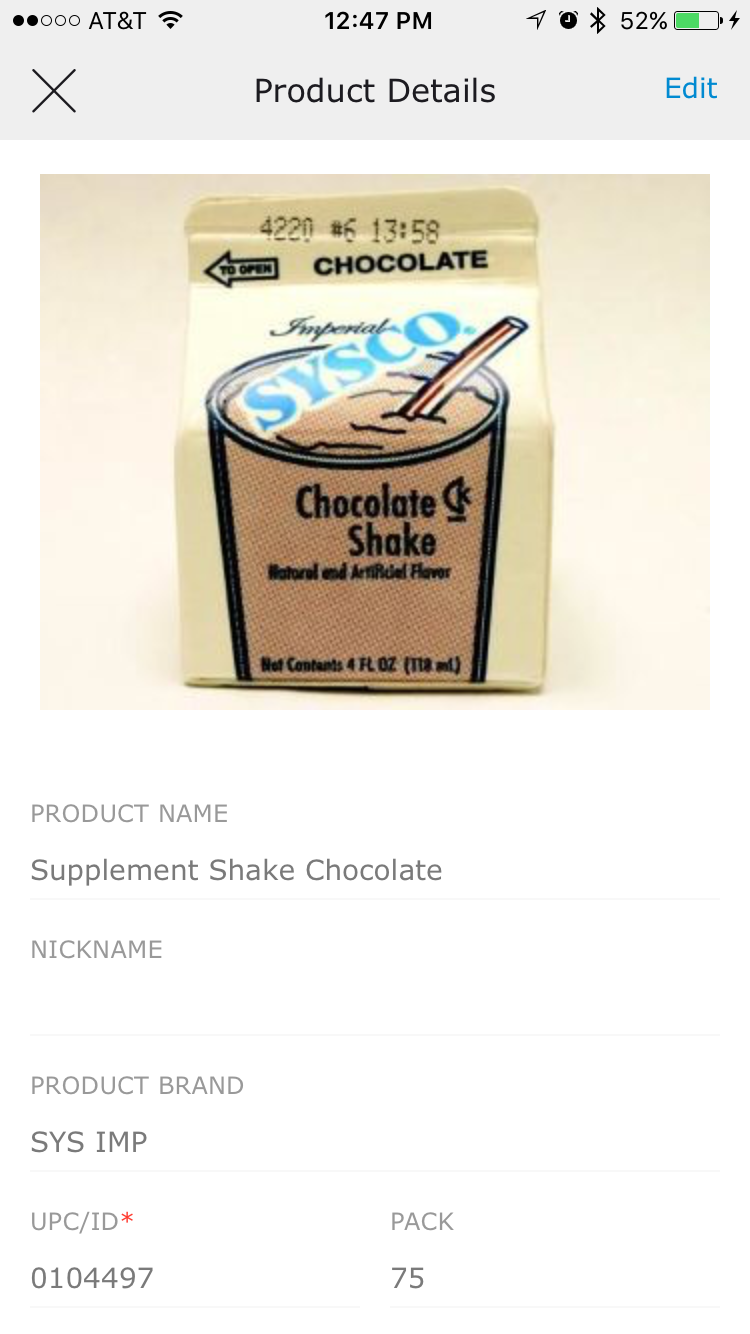 AT&T 12:47 PM 52%
Product Details Edit
4220 #6 13:58
TO OPEN CHOCOLATE
Imperial
SYSCO®
Chocolate
Shake
Natural and Artificial Flavor
Net Contents 4 FL OZ (118 mL)
PRODUCT NAME
Supplement Shake Chocolate
NICKNAME
PRODUCT BRAND
SYS IMP
UPC/ID* PACK
0104497 75